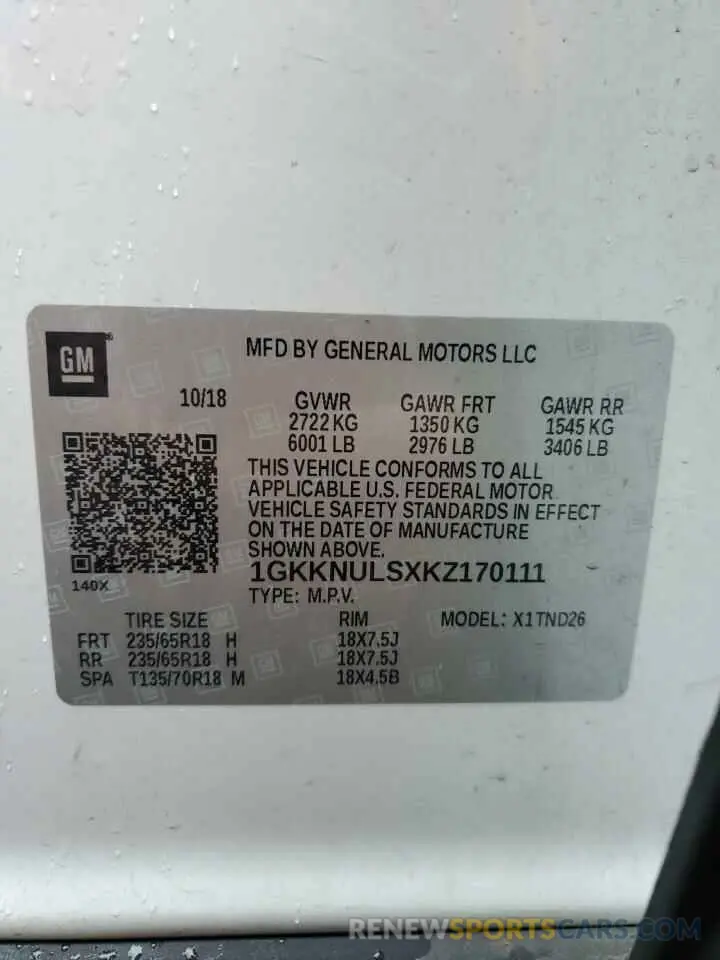 GM
MFD BY GENERAL MOTORS LLC
10/18 GVWR GAWR FRT GAWR RR
2722 KG 1350 KG 1545 KG
6001 LB 2976 LB 3406 LB
THIS VEHICLE CONFORMS TO ALL
APPLICABLE U.S. FEDERAL MOTOR
VEHICLE SAFETY STANDARDS IN EFFECT
ON THE DATE OF MANUFACTURE
SHOWN ABOVE.
140X
1GKKNULSXKZ170111
TYPE: M.P.V.
TIRE SIZE RIM MODEL: X1TND26
FRT 235/65R18 H 18X7.5J
RR 235/65R18 H 18X7.5J
SPA T135/70R18 M 18X4.5B
RENEWSPORTSCARS.COM